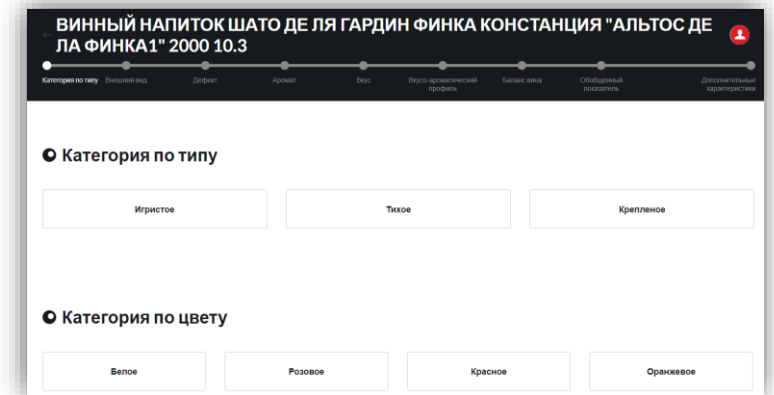 ВИННЫЙ НАПИТОК ШАТО ДЕ ЛЯ ГАРДИН ФИНКА КОНСТАНЦИЯ "АЛЬТОС ДЕ
ЛА ФИНКА1" 2000 10.3
Категория по типу
Внешний вид
Дефект
Аромат
Вкус
Вкусо-ароматический
профиль
Баланс вина
Обобщенный
показатель
Дополнительные
характеристики
Категория по типу
Игристое
Тихое
Крепленое
Категория по цвету
Белое
Розовое
Красное
Оранжевое